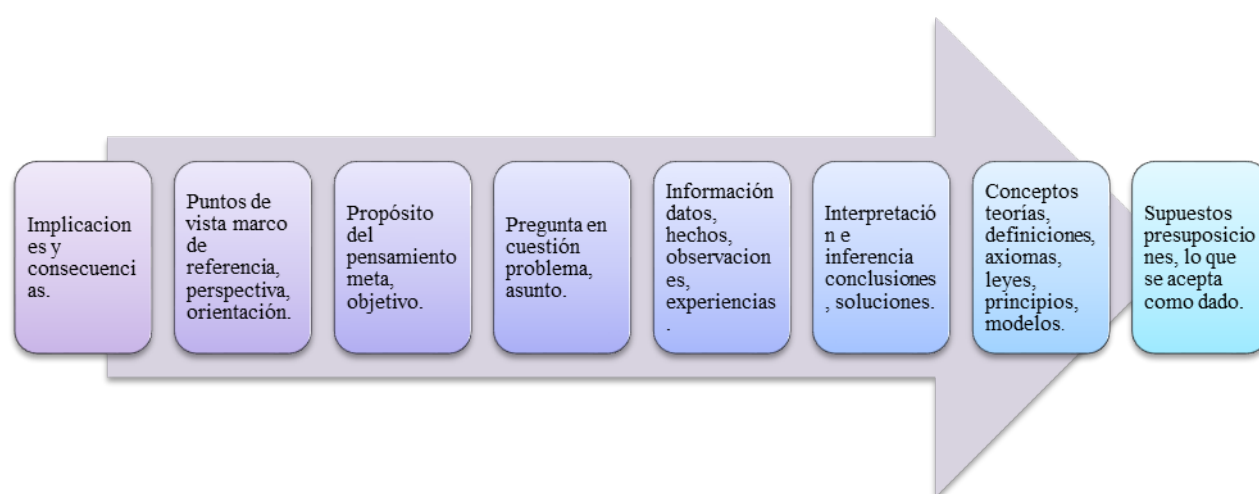 Implicacion
es y
consecuenci
as.
Puntos de
vista marco
de
referencia,
perspectiva,
orientación.
Propósito
del
pensamiento
meta,
objetivo.
Pregunta en
cuestión
problema,
asunto.
Información
datos,
hechos,
observacion
es,
experiencias
.
Interpretació
n e
inferencia
conclusiones
, soluciones.
Conceptos
teorías,
definiciones,
axiomas,
leyes,
principios,
modelos.
Supuestos
presuposicio
nes, lo que
se acepta
como dado.